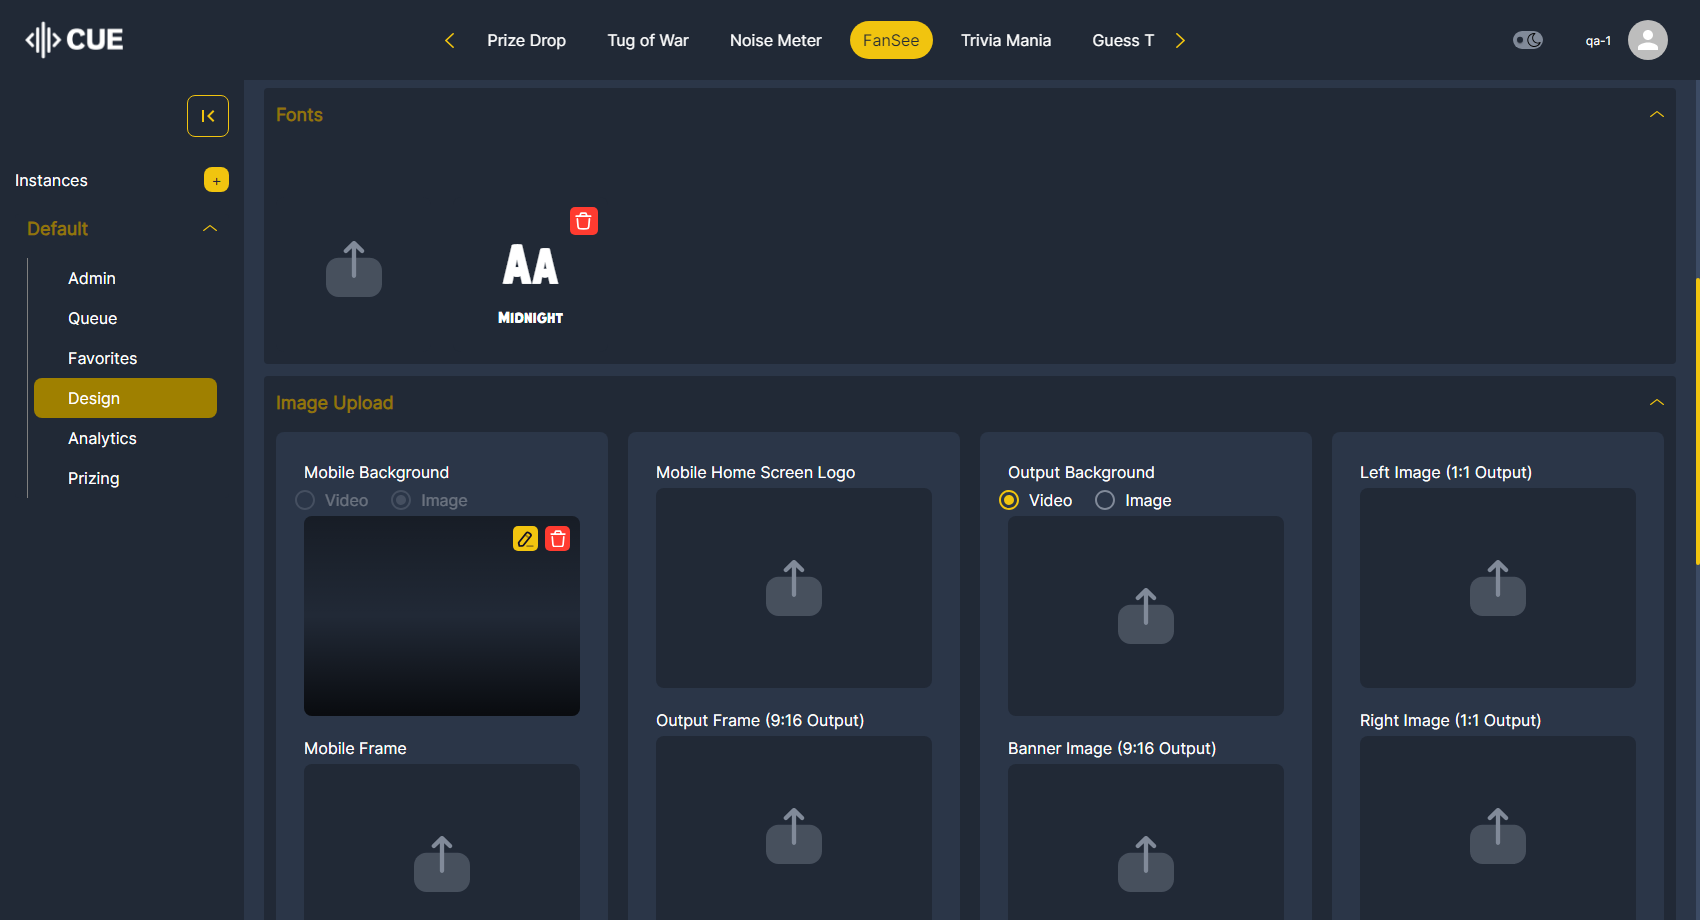 CUE
Prize Drop
Tug of War
Noise Meter
FanSee
Trivia Mania
Guess T
qa-1
Instances
+
Default
Admin
Queue
Favorites
Design
Analytics
Prizing
Fonts
AA
MIDNIGHT
Image Upload
Mobile Background
Video
Image
Mobile Frame
Mobile Home Screen Logo
Output Frame (9:16 Output)
Output Background
Video
Image
Banner Image (9:16 Output)
Left Image (1:1 Output)
Right Image (1:1 Output)